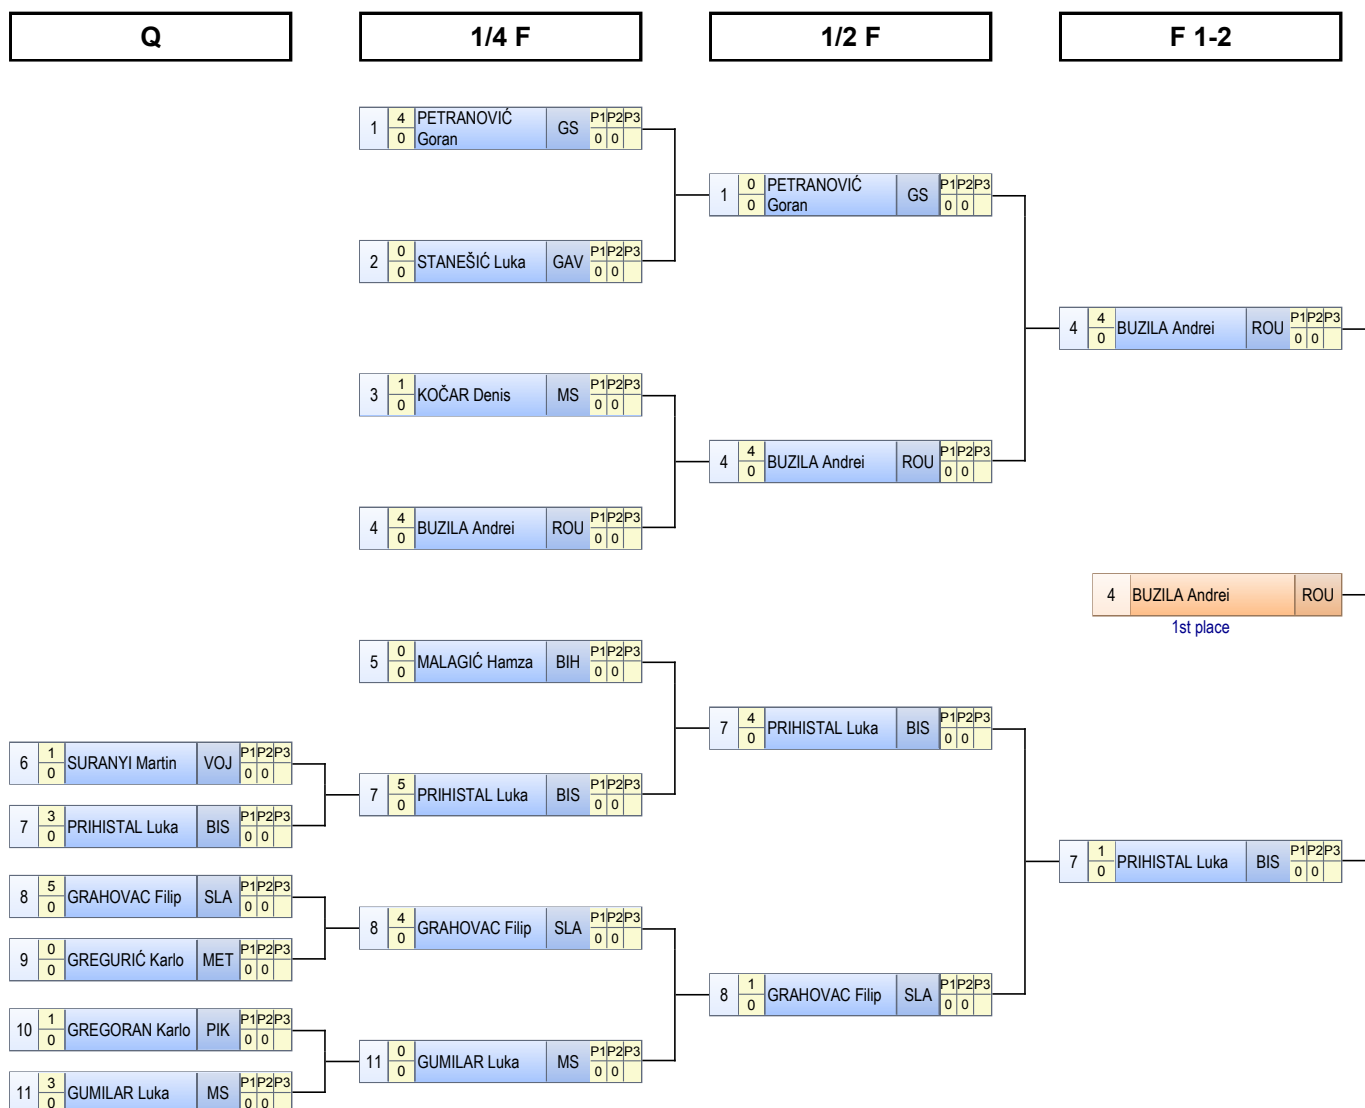 Q
1/4 F
1/2 F
F 1-2
1 4 PETRANOVIĆ GS P1 P2 P3
0 Goran 0 0
1 0 PETRANOVIĆ GS P1 P2 P3
0 Goran 0 0
2 0 STANEŠIĆ Luka GAV P1 P2 P3
0 0 0
4 4 BUZILA Andrei ROU P1 P2 P3
0 0 0
3 1 KOČAR Denis MS P1 P2 P3
0 0 0
4 4 BUZILA Andrei ROU P1 P2 P3
0 0 0
4 4 BUZILA Andrei ROU P1 P2 P3
0 0 0
4 BUZILA Andrei ROU
1st place
5 0 MALAGIĆ Hamza BIH P1 P2 P3
0 0 0
7 4 PRIHISTAL Luka BIS P1 P2 P3
0 0 0
6 1 SURANYI Martin VOJ P1 P2 P3
0 0 0
7 5 PRIHISTAL Luka BIS P1 P2 P3
0 0 0
7 3 PRIHISTAL Luka BIS P1 P2 P3
0 0 0
7 1 PRIHISTAL Luka BIS P1 P2 P3
0 0 0
8 5 GRAHOVAC Filip SLA P1 P2 P3
0 0 0
8 4 GRAHOVAC Filip SLA P1 P2 P3
0 0 0
9 0 GREGURIĆ Karlo MET P1 P2 P3
0 0 0
8 1 GRAHOVAC Filip SLA P1 P2 P3
0 0 0
10 1 GREGORAN Karlo PIK P1 P2 P3
0 0 0
11 0 GUMILAR Luka MS P1 P2 P3
0 0 0
11 3 GUMILAR Luka MS P1 P2 P3
0 0 0